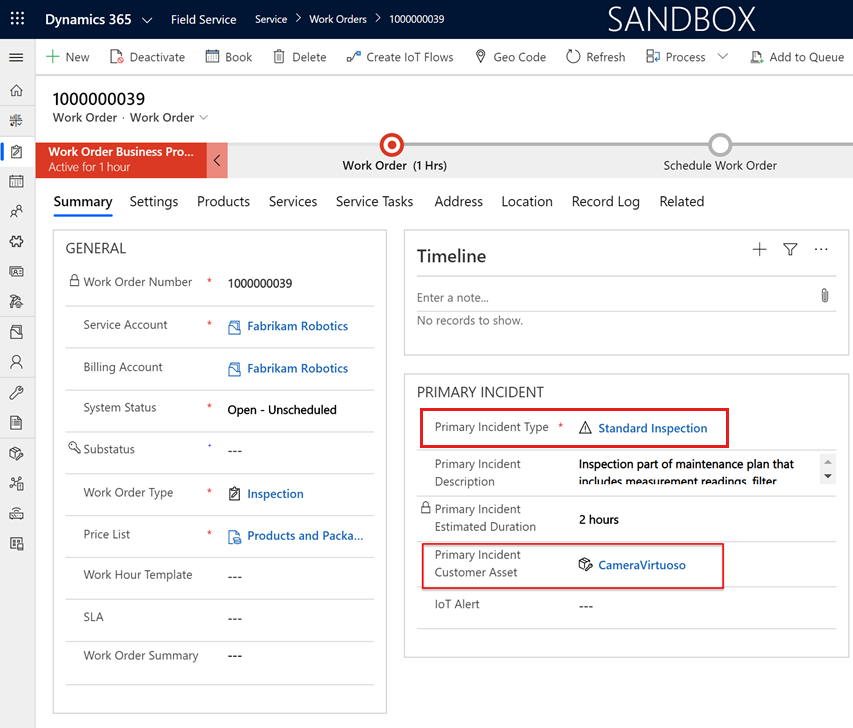 Dynamics 365 Field Service Service Work Orders 1000000039 SANDBOX
New Deactivate Book Delete Create IoT Flows Geo Code Refresh Process Add to Queue
1000000039
Work Order · Work Order
Work Order Business Pro...
Active for 1 hour
Work Order (1 Hrs)
Schedule Work Order
Summary Settings Products Services Service Tasks Address Location Record Log Related
GENERAL
Work Order Number * 1000000039
Service Account * Fabrikam Robotics
Billing Account Fabrikam Robotics
System Status * Open - Unscheduled
Substatus + ---
Work Order Type * Inspection
Price List * Products and Packa...
Work Hour Template ---
SLA ---
Work Order Summary ---
Timeline
Enter a note...
No records to show.
PRIMARY INCIDENT
Primary Incident Type * Standard Inspection
Primary Incident
Description
Inspection part of maintenance plan that
includes measurement readings, filter
Primary Incident
Estimated Duration
2 hours
Primary Incident
Customer Asset
CameraVirtuoso
IoT Alert ---